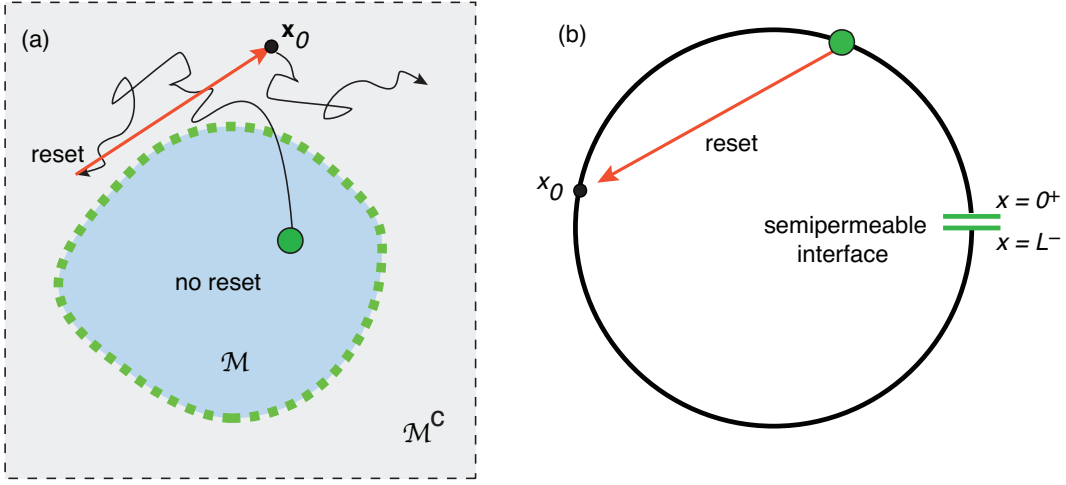 (a)
x0
reset
no reset
ℳ
ℳᶜ
(b)
reset
x0
semipermeable
interface
x = 0⁺
x = L⁻